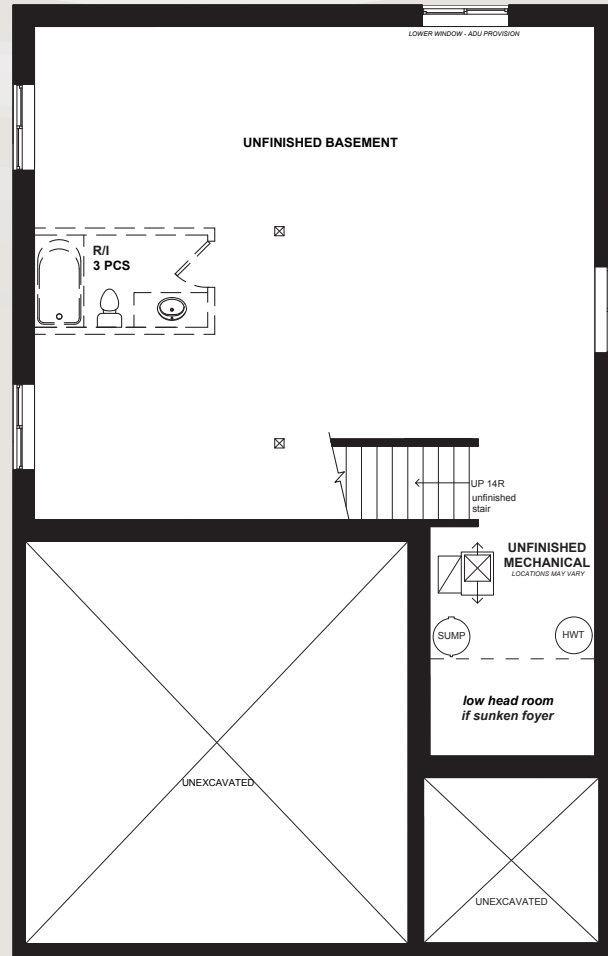 LOWER WINDOW - ADU PROVISION
UNFINISHED BASEMENT
R/I
3 PCS
UP 14R
unfinished
stair
UNFINISHED
MECHANICAL
LOCATIONS MAY VARY
SUMP
HWT
low head room
if sunken foyer
UNEXCAVATED
UNEXCAVATED